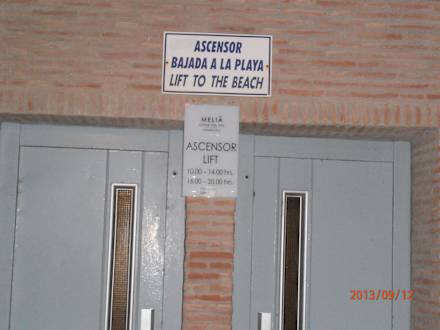 ASCENSOR
BAJADA A LA PLAYA
LIFT TO THE BEACH
MELIÁ
ASCENSOR
LIFT
10.00 - 14.00 hrs.
16.00 - 20.00 hrs.
2013/09/12